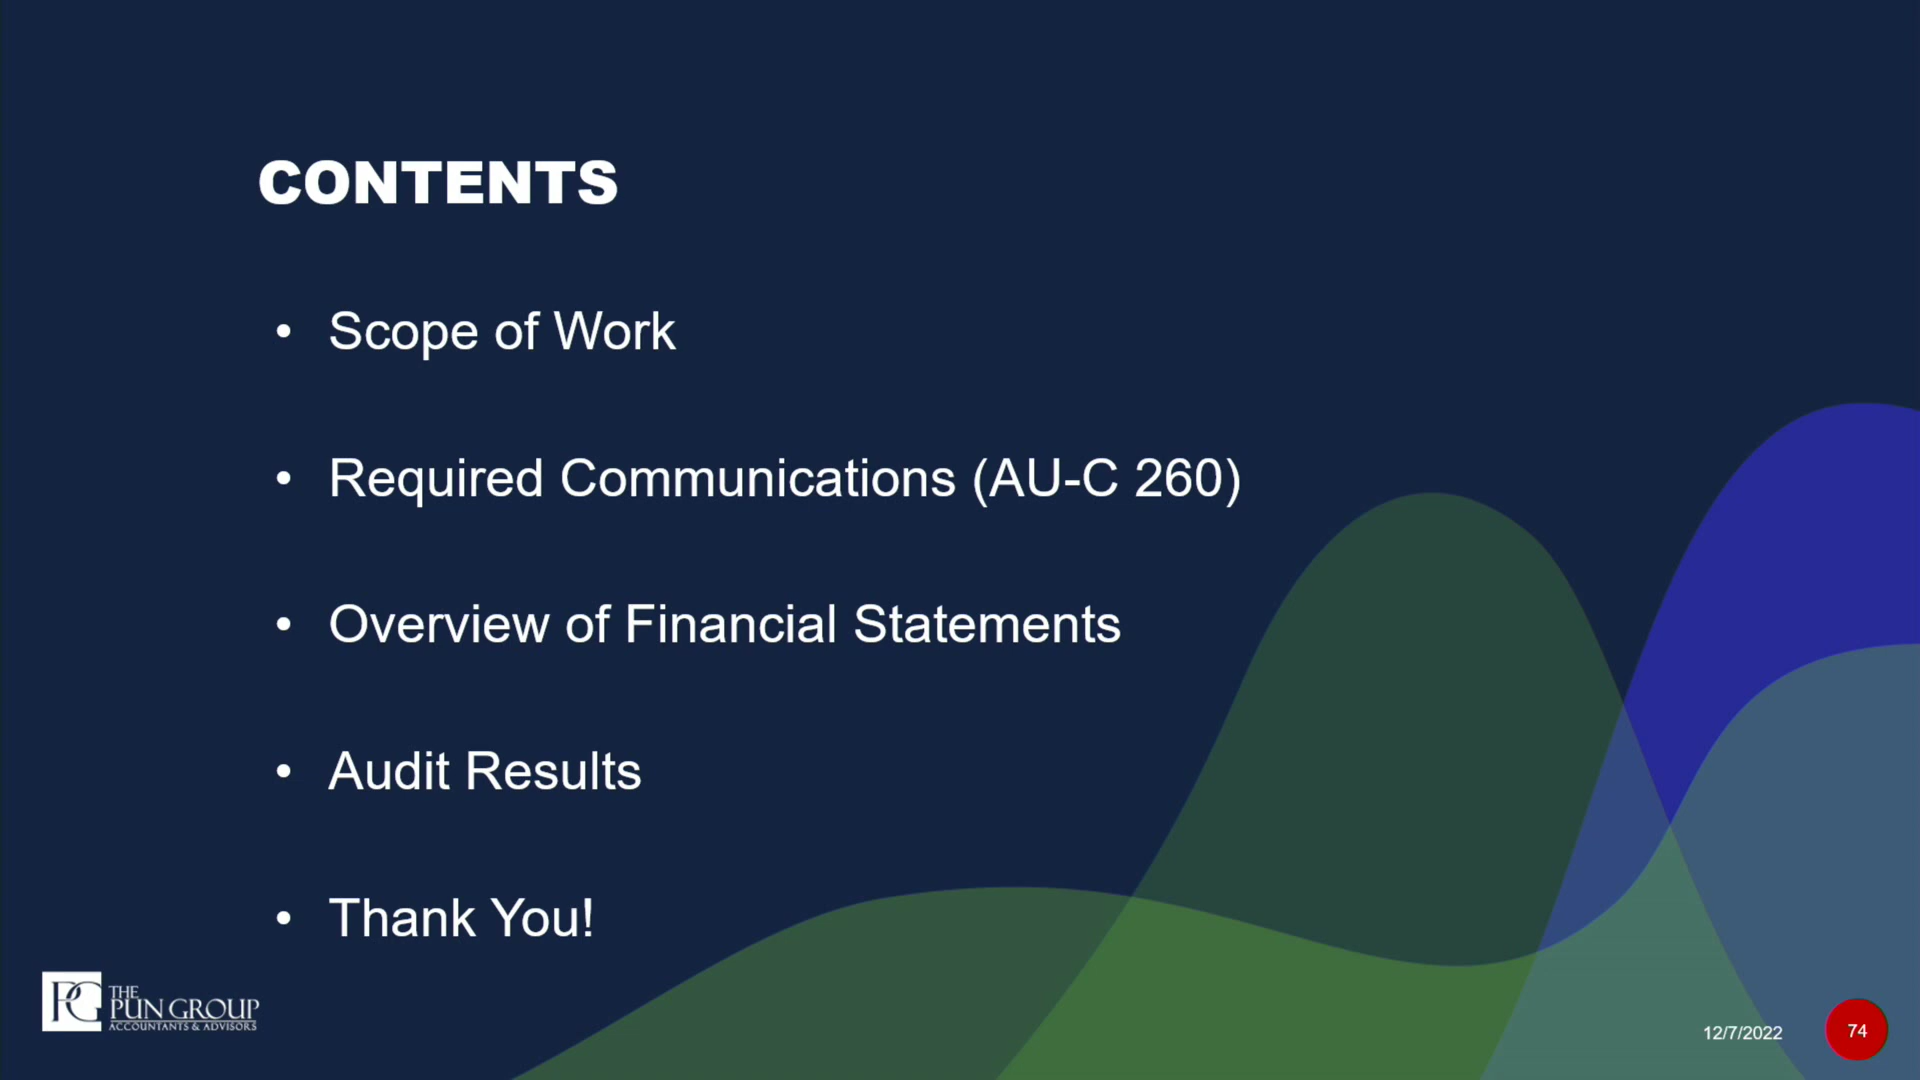 CONTENTS
• Scope of Work
• Required Communications (AU-C 260)
• Overview of Financial Statements
• Audit Results
• Thank You!
PG THE
PUN GROUP
ACCOUNTANTS & ADVISORS
12/7/2022
74